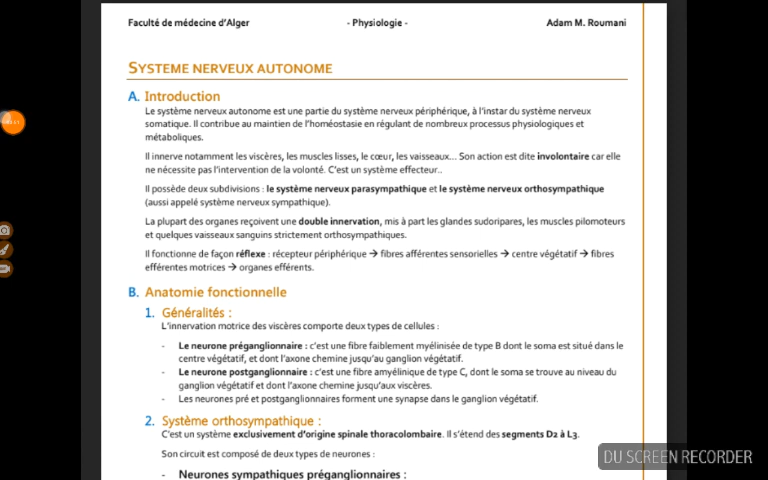 Faculté de médecine d'Alger - Physiologie - Adam M. Roumani
SYSTEME NERVEUX AUTONOME
A. Introduction
Le système nerveux autonome est une partie du système nerveux périphérique, à l'instar du système nerveux
somatique. Il contribue au maintien de l'homéostasie en régulant de nombreux processus physiologiques et
métaboliques.
Il innerve notamment les viscères, les muscles lisses, le cœur, les vaisseaux... Son action est dite involontaire car elle
ne nécessite pas l'intervention de la volonté. C'est un système effecteur..
Il possède deux subdivisions : le système nerveux parasympathique et le système nerveux orthosympathique
(aussi appelé système nerveux sympathique).
La plupart des organes reçoivent une double innervation, mis à part les glandes sudoripares, les muscles pilomoteurs
et quelques vaisseaux sanguins strictement orthosympathiques.
Il fonctionne de façon réflexe : récepteur périphérique → fibres afférentes sensorielles → centre végétatif → fibres
efférentes motrices → organes efférents.
B. Anatomie fonctionnelle
1. Généralités :
L'innervation motrice des viscères comporte deux types de cellules :
- Le neurone préganglionnaire : c'est une fibre faiblement myélinisée de type B dont le soma est situé dans le
centre végétatif, et dont l'axone chemine jusqu'au ganglion végétatif.
- Le neurone postganglionnaire : c'est une fibre amyélinique de type C, dont le soma se trouve au niveau du
ganglion végétatif et dont l'axone chemine jusqu'aux viscères.
- Les neurones pré et postganglionnaires forment une synapse dans le ganglion végétatif.
2. Système orthosympathique :
C'est un système exclusivement d'origine spinale thoracolombaire. Il s'étend des segments D2 à L3.
Son circuit est composé de deux types de neurones :
- Neurones sympathiques préganglionnaires :
DU SCREEN RECORDER